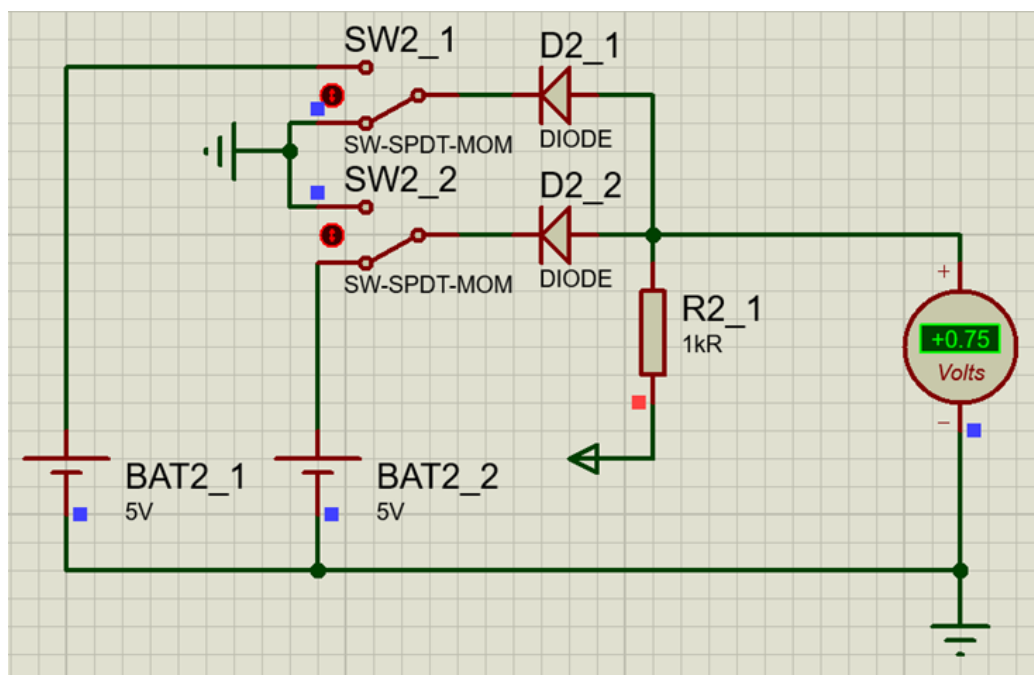 SW2_1
D2_1
SW-SPDT-MOM
DIODE
SW2_2
D2_2
SW-SPDT-MOM
DIODE
R2_1
1kR
+
+0.75
Volts
−
BAT2_1
5V
BAT2_2
5V